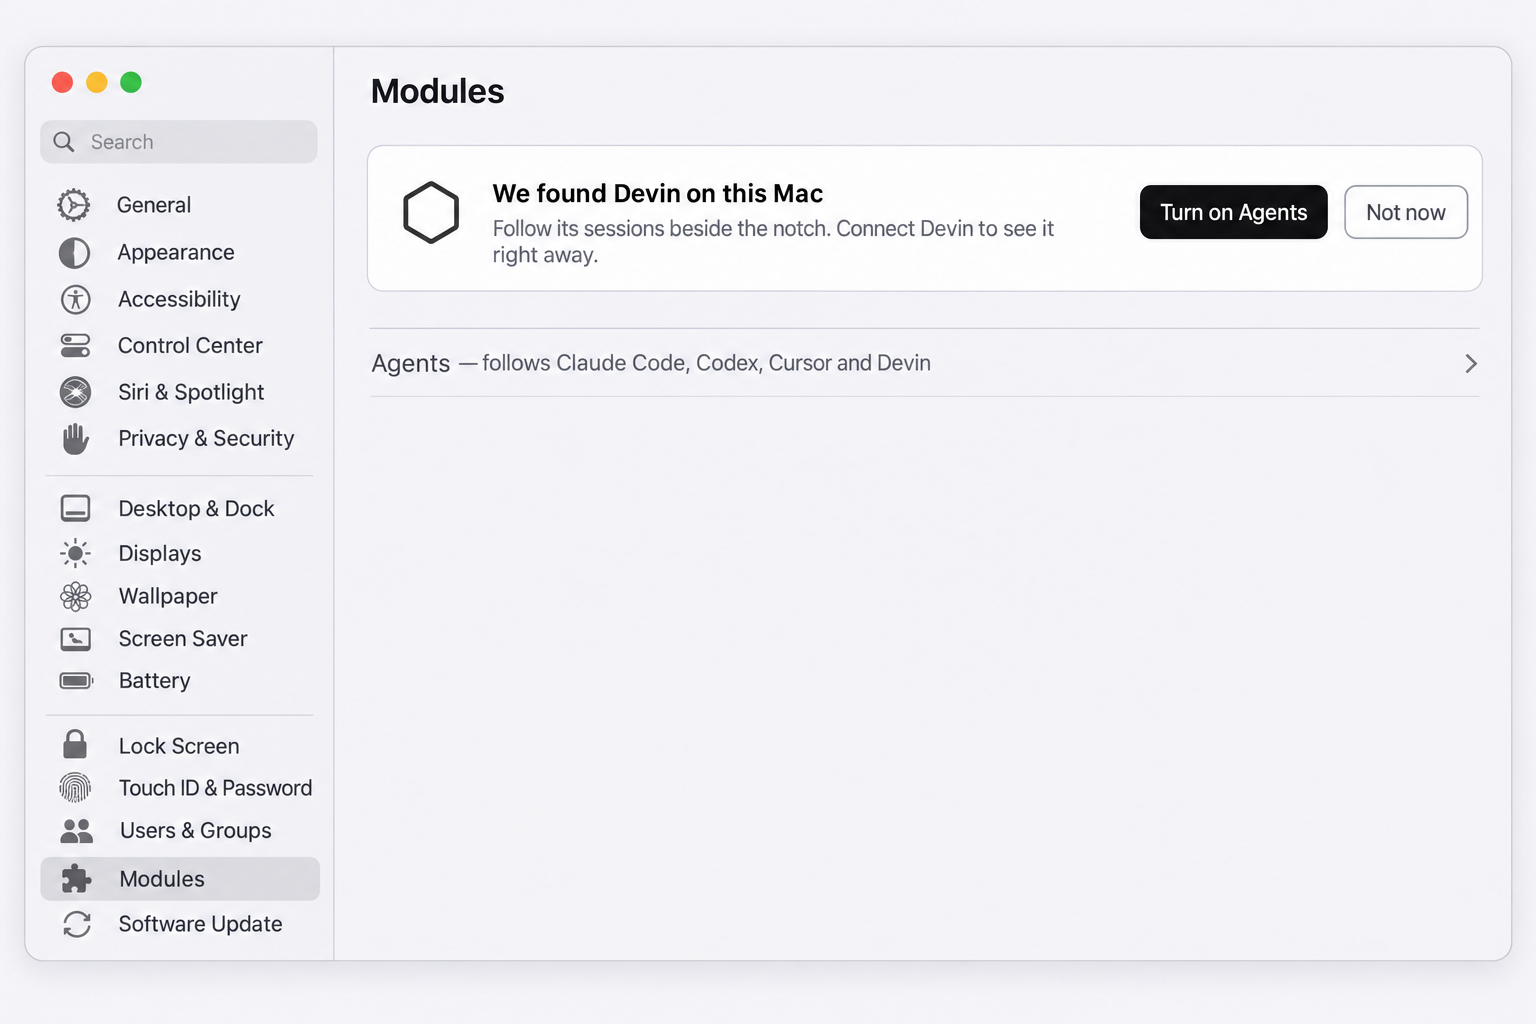 Search
General
Appearance
Accessibility
Control Center
Siri & Spotlight
Privacy & Security
Desktop & Dock
Displays
Wallpaper
Screen Saver
Battery
Lock Screen
Touch ID & Password
Users & Groups
Modules
Software Update
Modules
We found Devin on this Mac
Follow its sessions beside the notch. Connect Devin to see it
right away.
Turn on Agents
Not now
Agents — follows Claude Code, Codex, Cursor and Devin